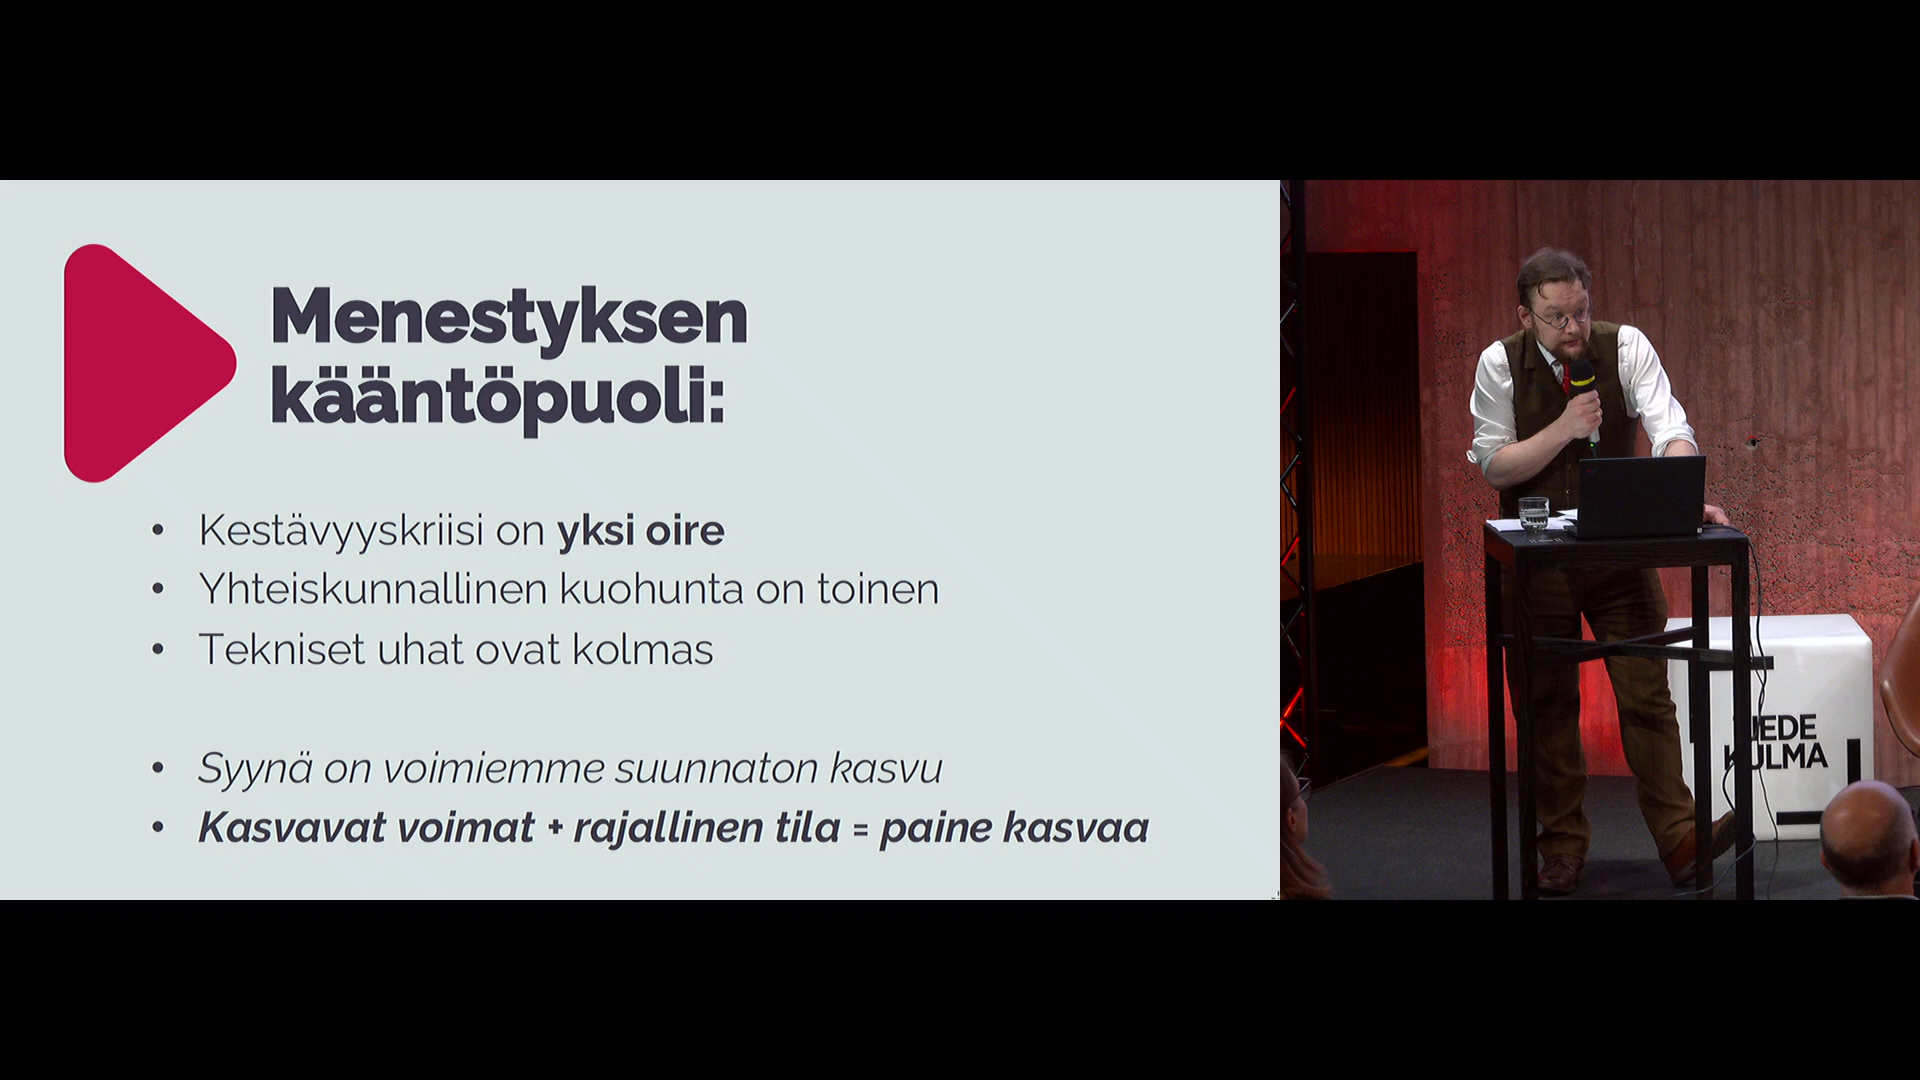 Menestyksen
kääntöpuoli:
• Kestävyyskriisi on yksi oire
• Yhteiskunnallinen kuohunta on toinen
• Tekniset uhat ovat kolmas
• Syynä on voimiemme suunnaton kasvu
• Kasvavat voimat + rajallinen tila = paine kasvaa
KULMA